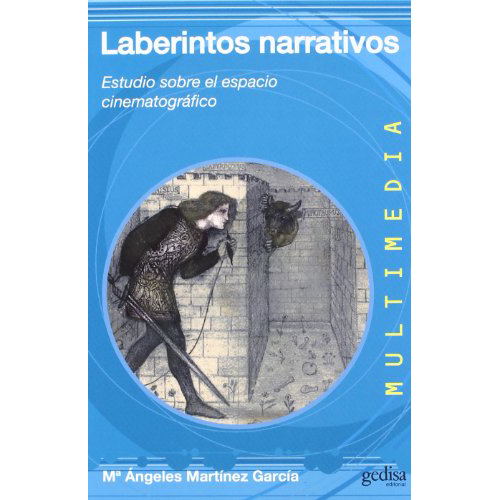 Laberintos narrativos
Estudio sobre el espacio
cinematográfico
MULTIMEDIA
Mª Ángeles Martínez García
gedisa
editorial